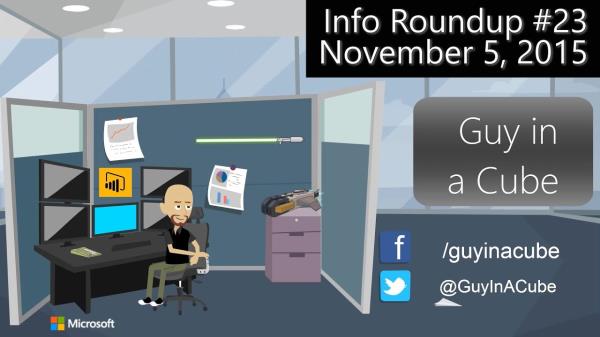 Info Roundup #23
November 5, 2015
Guy in
a Cube
f /guyinacube
@GuyInACube
Microsoft